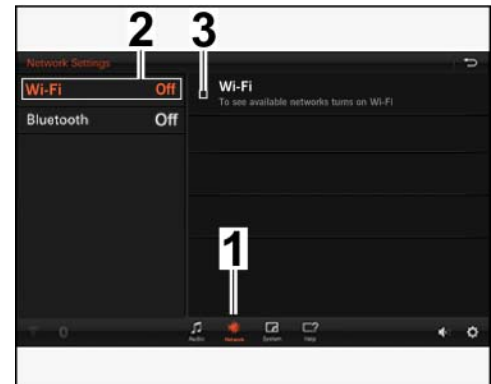 2 3
Network Settings
Wi-Fi Off
Wi-Fi
To see available networks turns on Wi-Fi
Bluetooth Off
1
0
Audio Network System Help